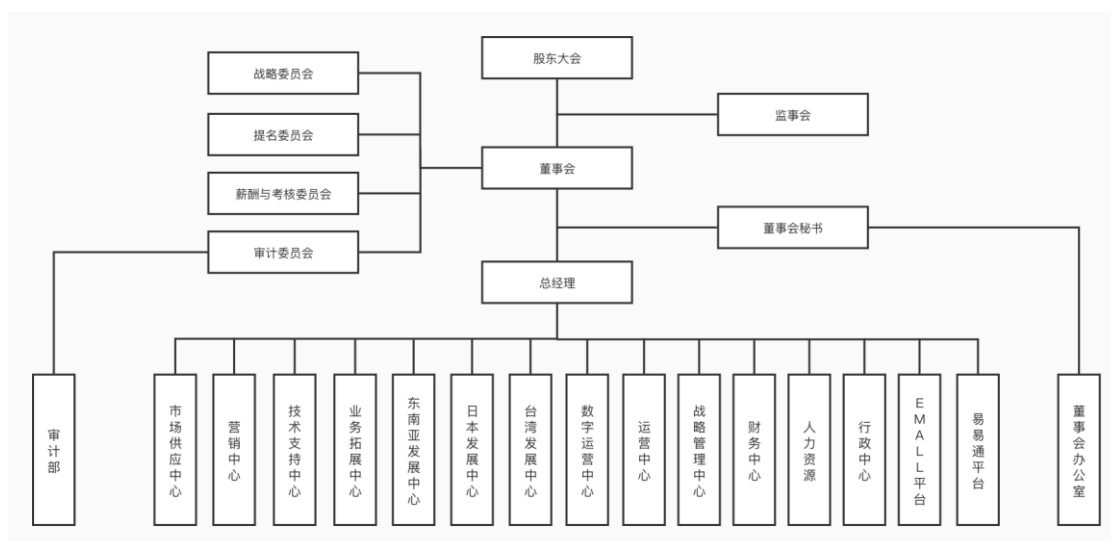 股东大会
战略委员会
监事会
提名委员会
董事会
薪酬与考核委员会
董事会秘书
审计委员会
总经理
审计部
市场供应中心
营销中心
技术支持中心
业务拓展中心
东南亚发展中心
日本发展中心
台湾发展中心
数字运营中心
运营中心
战略管理中心
财务中心
人力资源
行政中心
EMALL平台
易易通平台
董事会办公室